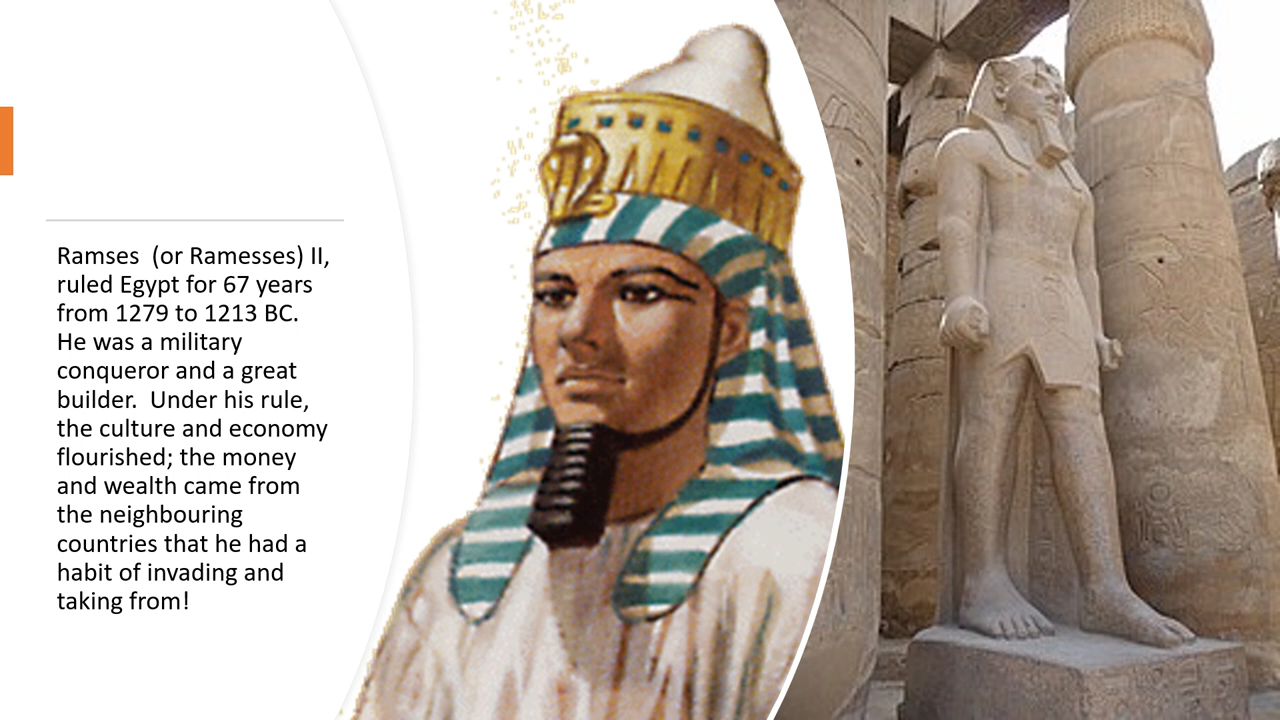 Ramses  (or Ramesses) II,
ruled Egypt for 67 years
from 1279 to 1213 BC.
He was a military
conqueror and a great
builder.  Under his rule,
the culture and economy
flourished; the money
and wealth came from
the neighbouring
countries that he had a
habit of invading and
taking from!